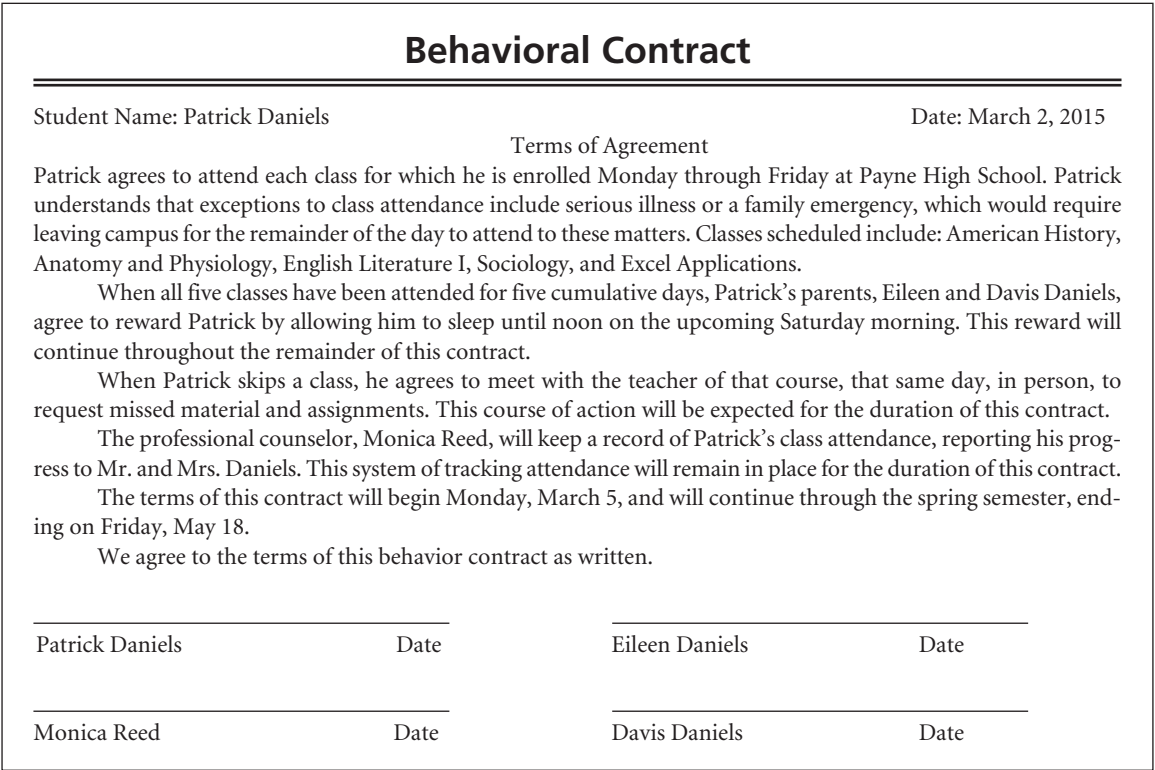 Behavioral Contract
Student Name: Patrick Daniels Date: March 2, 2015
Terms of Agreement
Patrick agrees to attend each class for which he is enrolled Monday through Friday at Payne High School. Patrick
understands that exceptions to class attendance include serious illness or a family emergency, which would require
leaving campus for the remainder of the day to attend to these matters. Classes scheduled include: American History,
Anatomy and Physiology, English Literature I, Sociology, and Excel Applications.
When all five classes have been attended for five cumulative days, Patrick’s parents, Eileen and Davis Daniels,
agree to reward Patrick by allowing him to sleep until noon on the upcoming Saturday morning. This reward will
continue throughout the remainder of this contract.
When Patrick skips a class, he agrees to meet with the teacher of that course, that same day, in person, to
request missed material and assignments. This course of action will be expected for the duration of this contract.
The professional counselor, Monica Reed, will keep a record of Patrick’s class attendance, reporting his prog-
ress to Mr. and Mrs. Daniels. This system of tracking attendance will remain in place for the duration of this contract.
The terms of this contract will begin Monday, March 5, and will continue through the spring semester, end-
ing on Friday, May 18.
We agree to the terms of this behavior contract as written.
Patrick Daniels Date Eileen Daniels Date
Monica Reed Date Davis Daniels Date